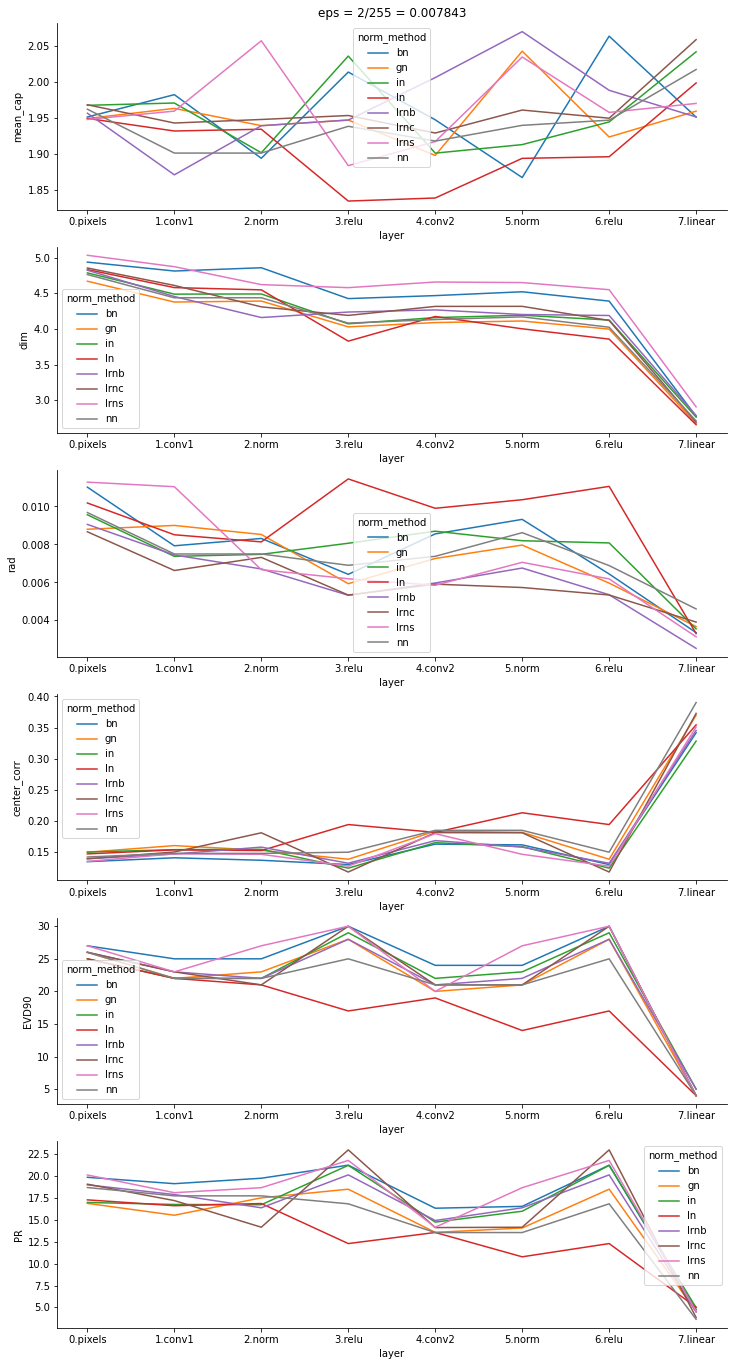 eps = 2/255 = 0.007843
mean_cap
2.05
2.00
1.95
1.90
1.85
norm_method
bn
gn
in
ln
lrnb
lrnc
lrns
nn
0.pixels 1.conv1 2.norm 3.relu 4.conv2 5.norm 6.relu 7.linear
layer
dim
5.0
4.5
4.0
3.5
3.0
norm_method
bn
gn
in
ln
lrnb
lrnc
lrns
nn
0.pixels 1.conv1 2.norm 3.relu 4.conv2 5.norm 6.relu 7.linear
layer
rad
0.010
0.008
0.006
0.004
norm_method
bn
gn
in
ln
lrnb
lrnc
lrns
nn
0.pixels 1.conv1 2.norm 3.relu 4.conv2 5.norm 6.relu 7.linear
layer
center_corr
0.40
0.35
0.30
0.25
0.20
0.15
norm_method
bn
gn
in
ln
lrnb
lrnc
lrns
nn
0.pixels 1.conv1 2.norm 3.relu 4.conv2 5.norm 6.relu 7.linear
layer
EVD90
30
25
20
15
10
5
norm_method
bn
gn
in
ln
lrnb
lrnc
lrns
nn
0.pixels 1.conv1 2.norm 3.relu 4.conv2 5.norm 6.relu 7.linear
layer
PR
22.5
20.0
17.5
15.0
12.5
10.0
7.5
5.0
norm_method
bn
gn
in
ln
lrnb
lrnc
lrns
nn
0.pixels 1.conv1 2.norm 3.relu 4.conv2 5.norm 6.relu 7.linear
layer